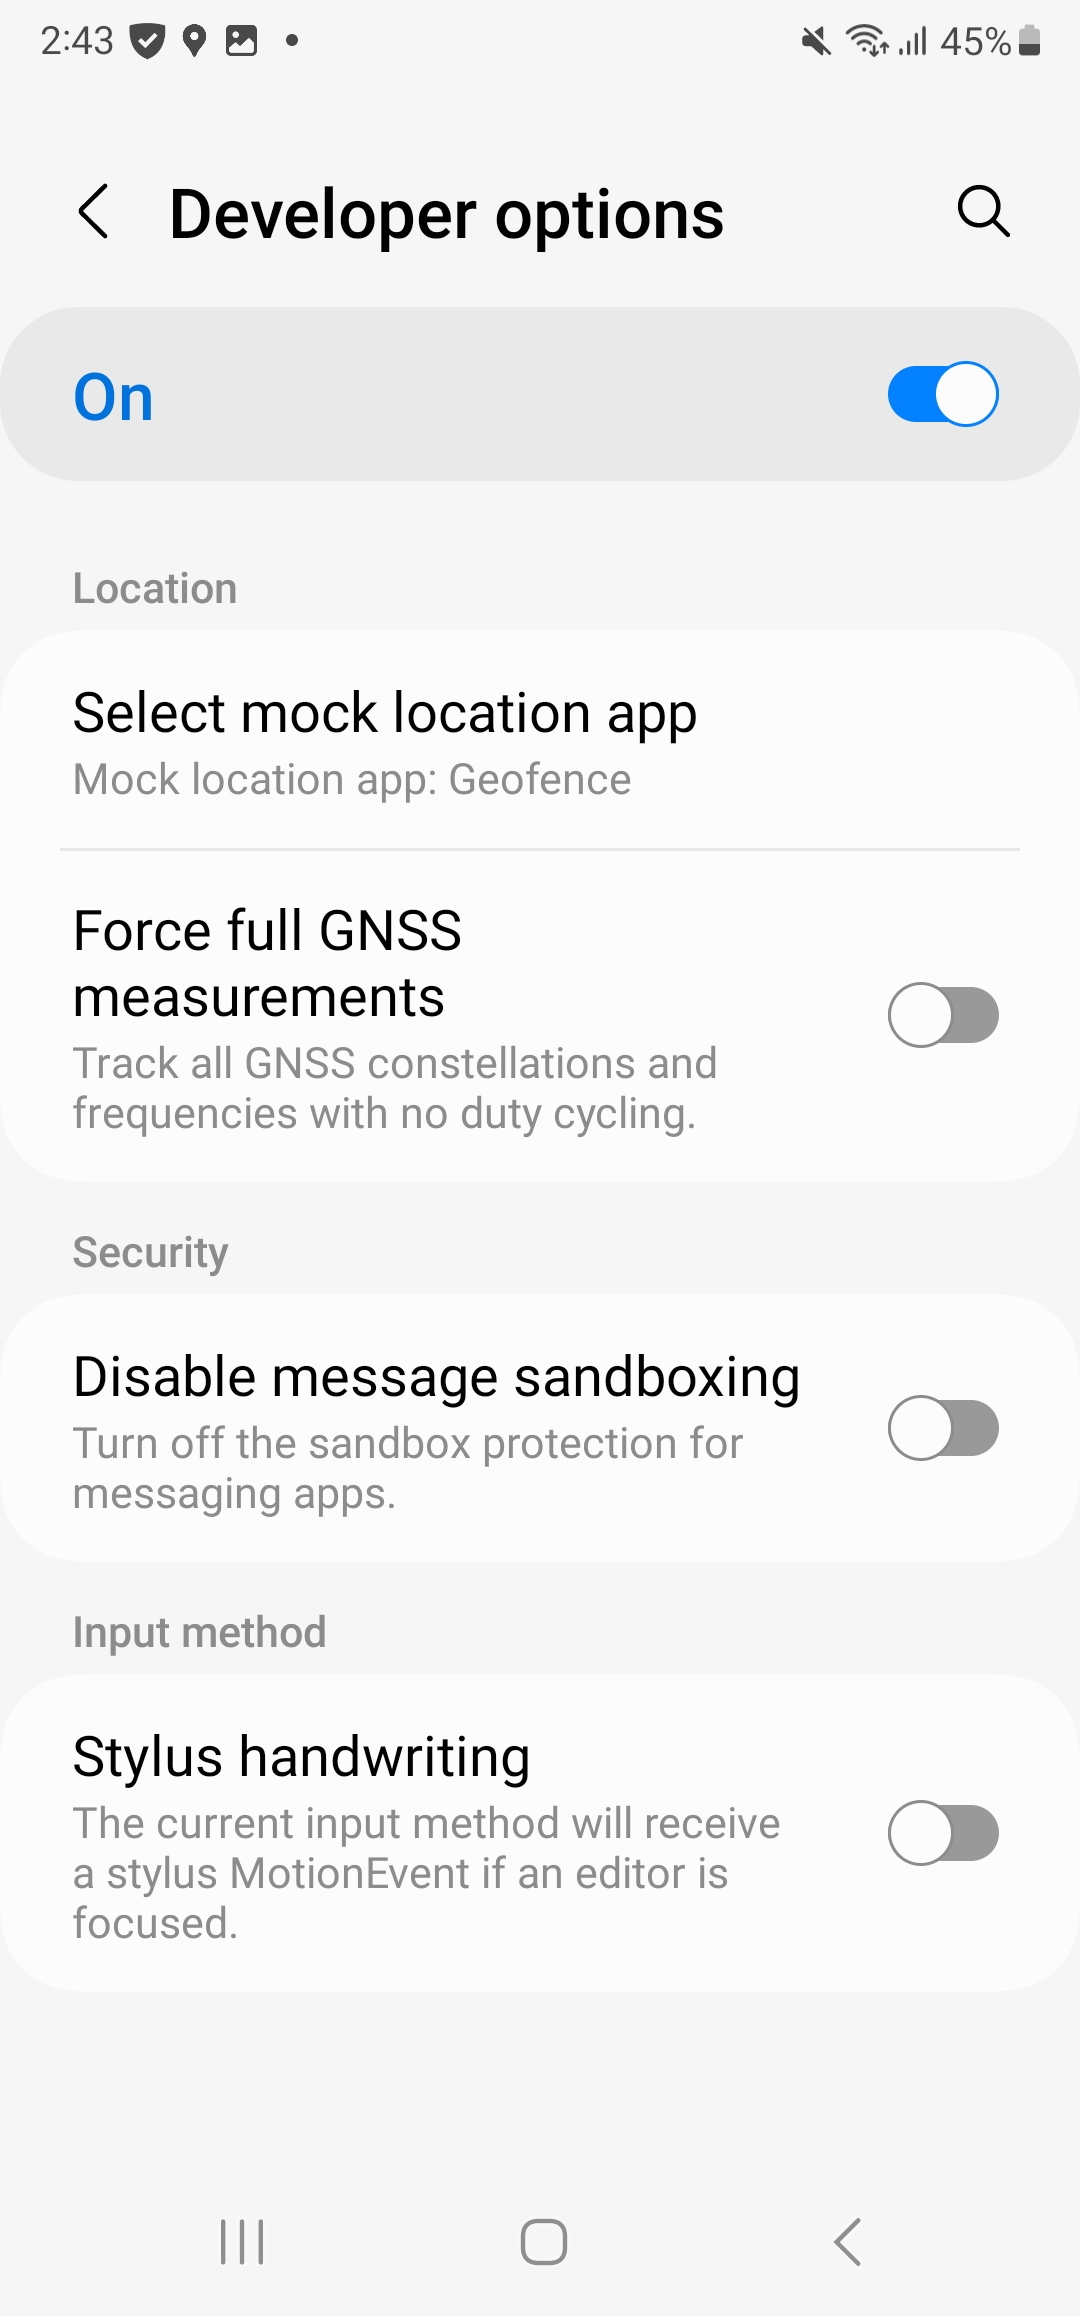 2:43
45%
Developer options
On
Location
Select mock location app
Mock location app: Geofence
Force full GNSS
measurements
Track all GNSS constellations and
frequencies with no duty cycling.
Security
Disable message sandboxing
Turn off the sandbox protection for
messaging apps.
Input method
Stylus handwriting
The current input method will receive
a stylus MotionEvent if an editor is
focused.